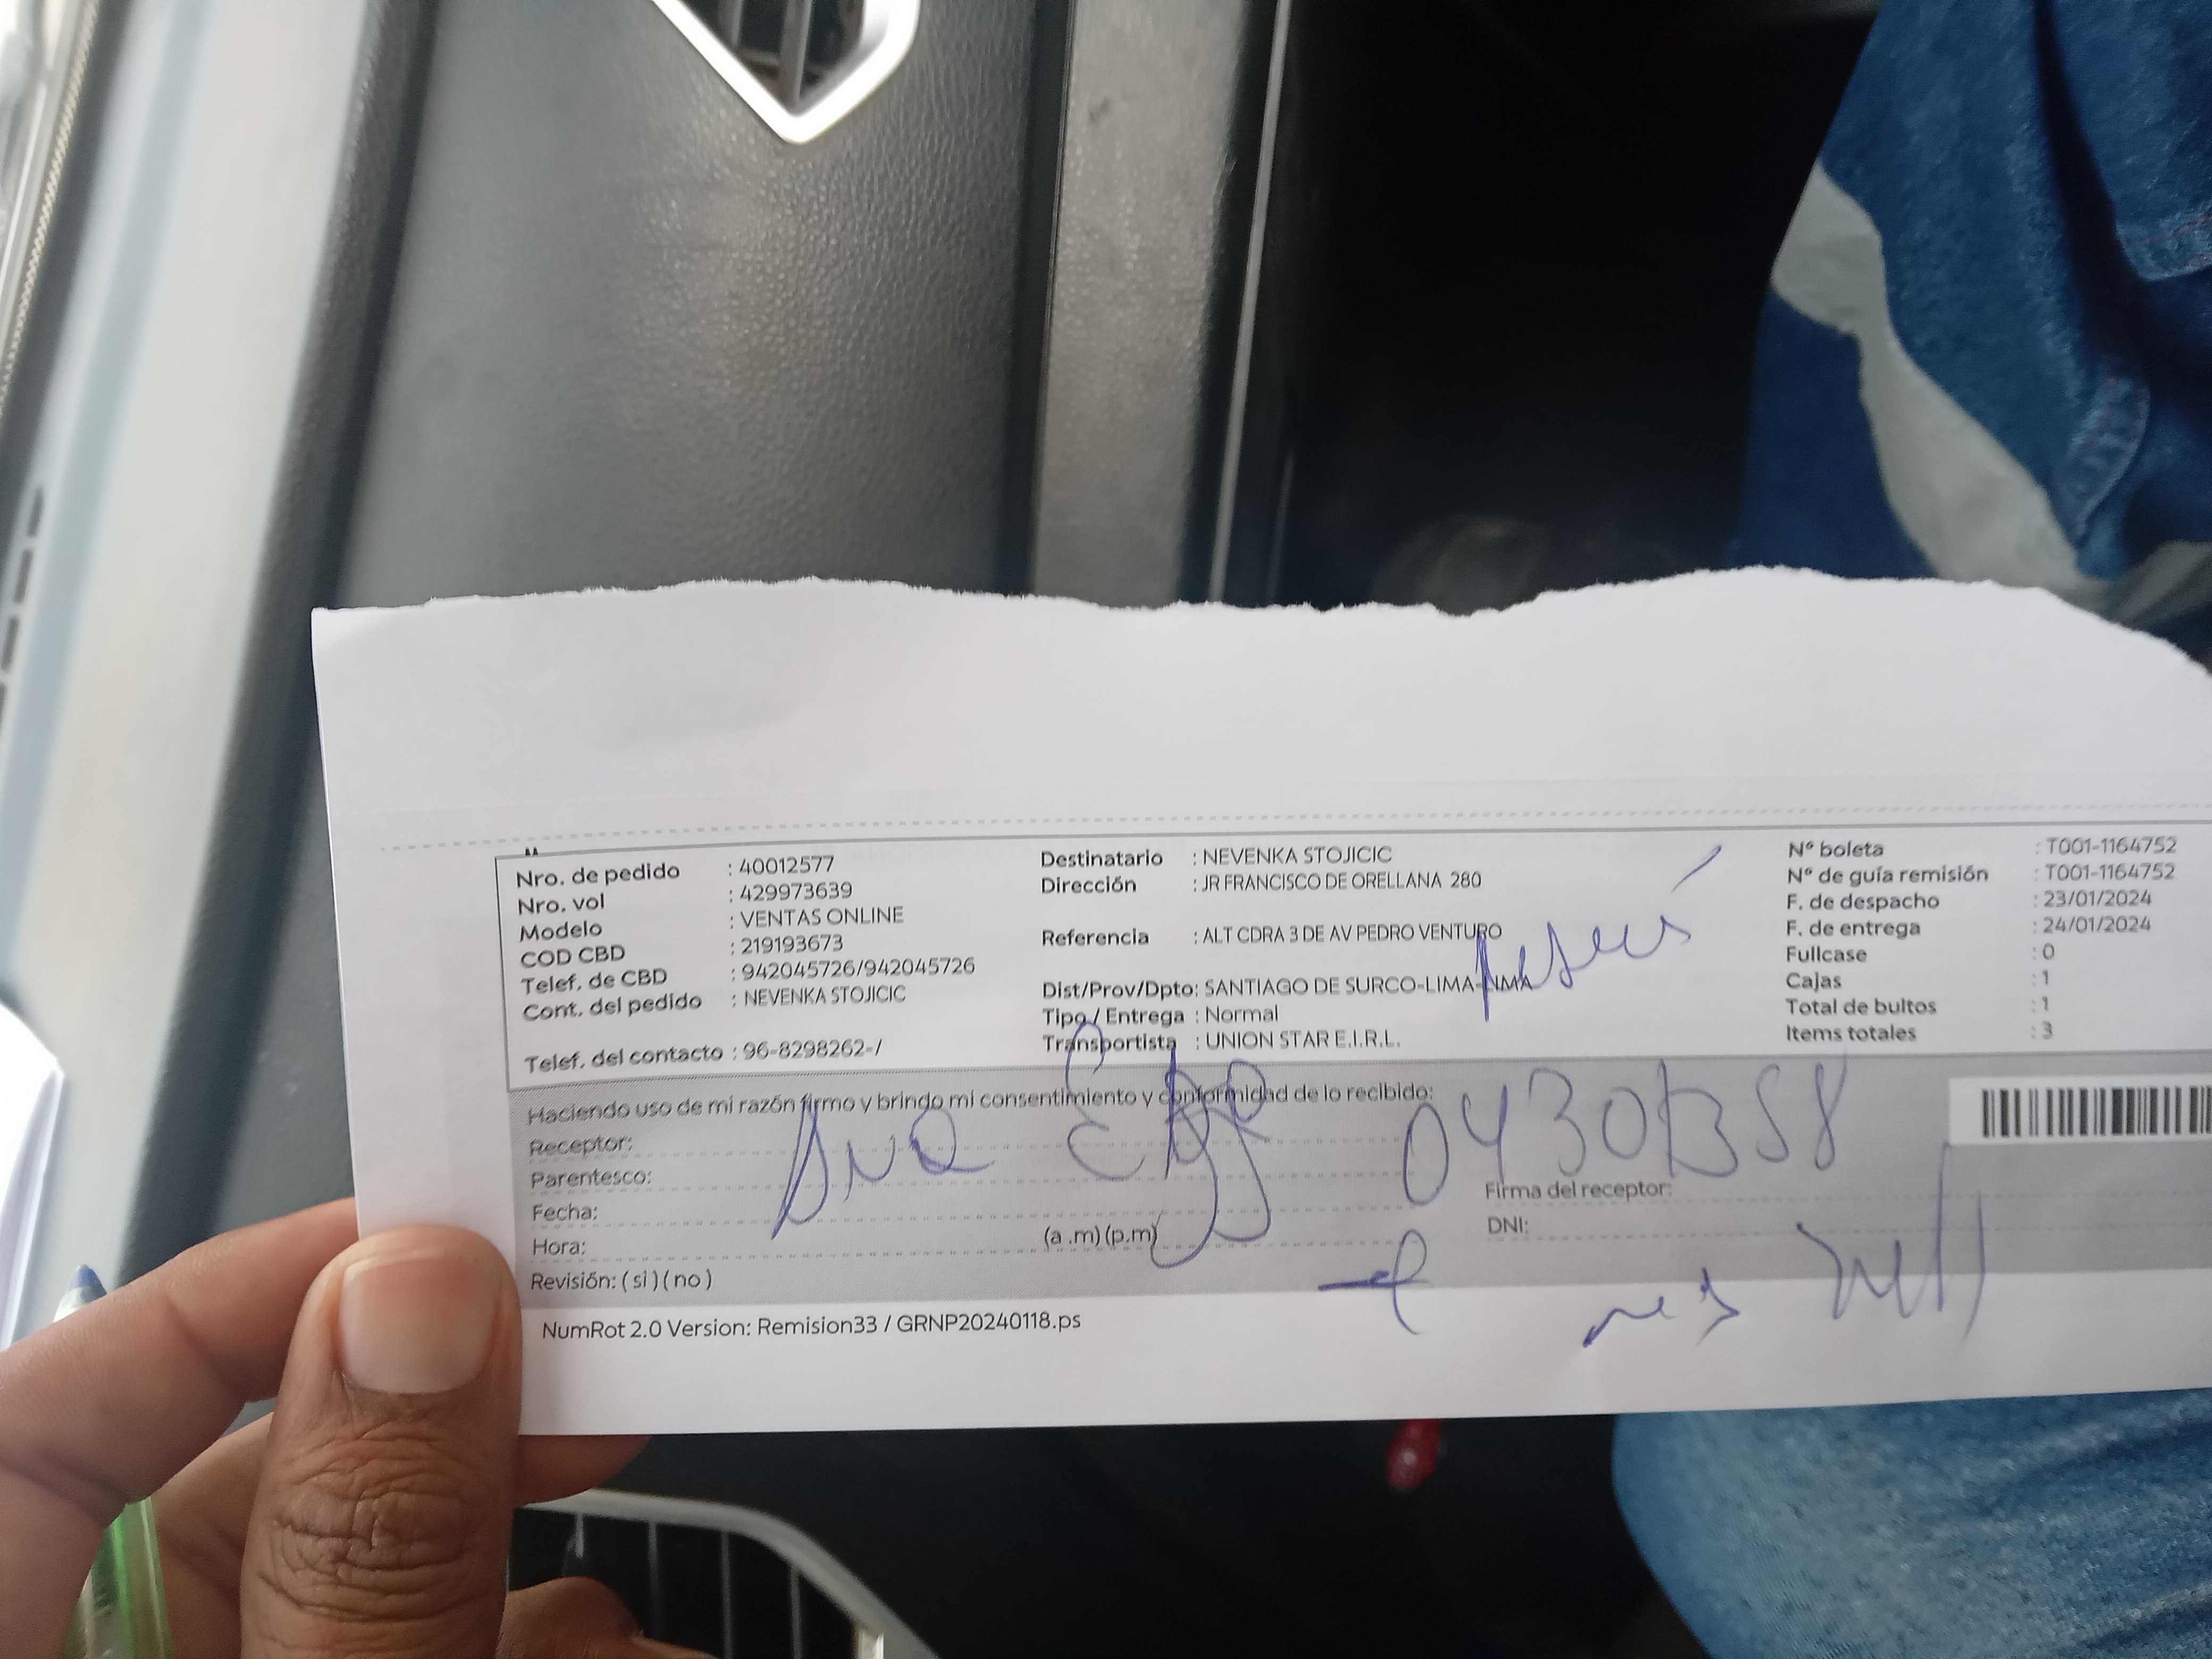 Nro. de pedido : 40012577
Nro. vol : 429973639
Modelo : VENTAS ONLINE
COD CBD : 219193673
Telef. de CBD : 942045726/942045726
Cont. del pedido : NEVENKA STOJICIC
Telef. del contacto : 96-8298262-/
Destinatario : NEVENKA STOJICIC
Dirección : JR FRANCISCO DE ORELLANA 280
Referencia : ALT CDRA 3 DE AV PEDRO VENTURO
Dist/Prov/Dpto: SANTIAGO DE SURCO-LIMA-LIMA
Tipo / Entrega : Normal
Transportista : UNION STAR E.I.R.L.
N° boleta : T001-1164752
N° de guía remisión : T001-1164752
F. de despacho : 23/01/2024
F. de entrega : 24/01/2024
Fullcase : 0
Cajas : 1
Total de bultos : 1
Items totales : 3
Haciendo uso de mi razón firmo y brindo mi consentimiento y conformidad de lo recibido:
Receptor:
Parentesco:
Fecha:
Hora: (a .m) (p.m)
Revisión: ( si ) ( no )
Ana
Firma del receptor:
DNI:
NumRot 2.0 Version: Remision33 / GRNP20240118.ps